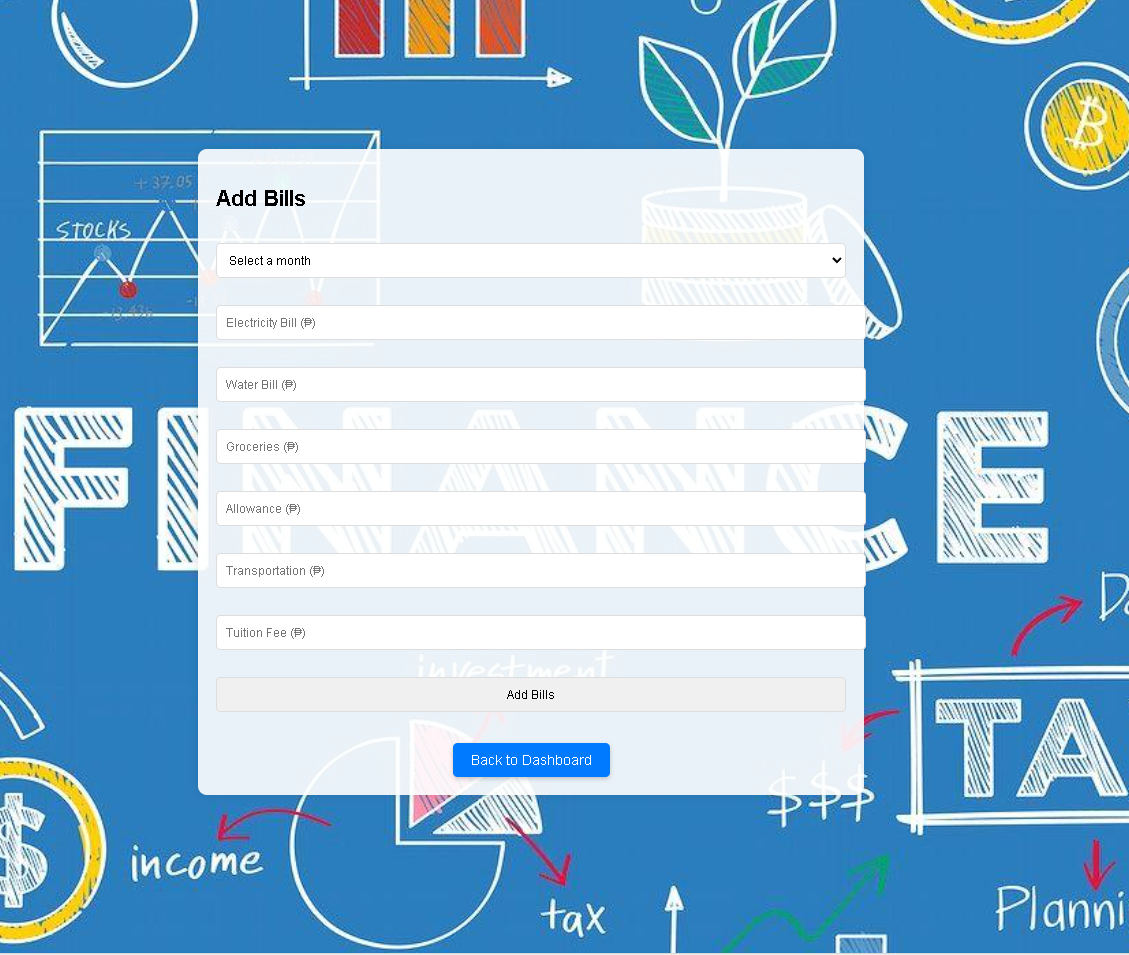 + 37.05
STOCKS
Add Bills
Select a month
Electricity Bill (₱)
Water Bill (₱)
FINANCE
Groceries (₱)
Allowance (₱)
Transportation (₱)
Tuition Fee (₱)
investment
Add Bills
TA
Back to Dashboard
$$$
$
income
tax
Planni